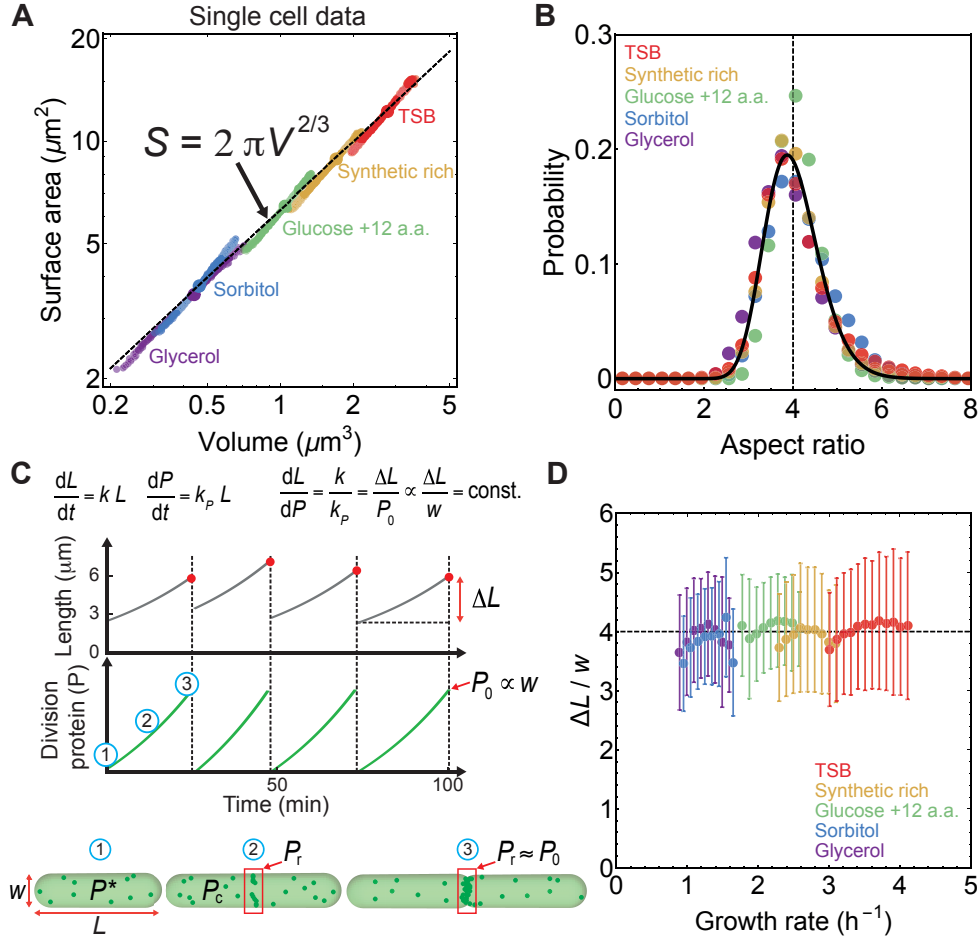 A
Single cell data
20
10
5
2
Surface area (μm²)
S = 2 πV^{2/3}
TSB
Synthetic rich
Glucose +12 a.a.
Sorbitol
Glycerol
0.2 0.5 1 2 5
Volume (μm³)
B
0.3
0.2
0.1
0
Probability
TSB
Synthetic rich
Glucose +12 a.a.
Sorbitol
Glycerol
0 2 4 6 8
Aspect ratio
C
dL/dt = k L dP/dt = k_P L dL/dP = k/k_P = ΔL/P_0 ∝ ΔL/w = const.
Length (μm)
6
3
0
ΔL
Division
protein (P)
1
2
3
P_0 ∝ w
50 100
Time (min)
1 2 3
P_r P_r ≈ P_0
w P* P_c
L
D
6
5
4
3
2
1
0
ΔL / w
TSB
Synthetic rich
Glucose +12 a.a.
Sorbitol
Glycerol
0 1 2 3 4 5
Growth rate (h⁻¹)